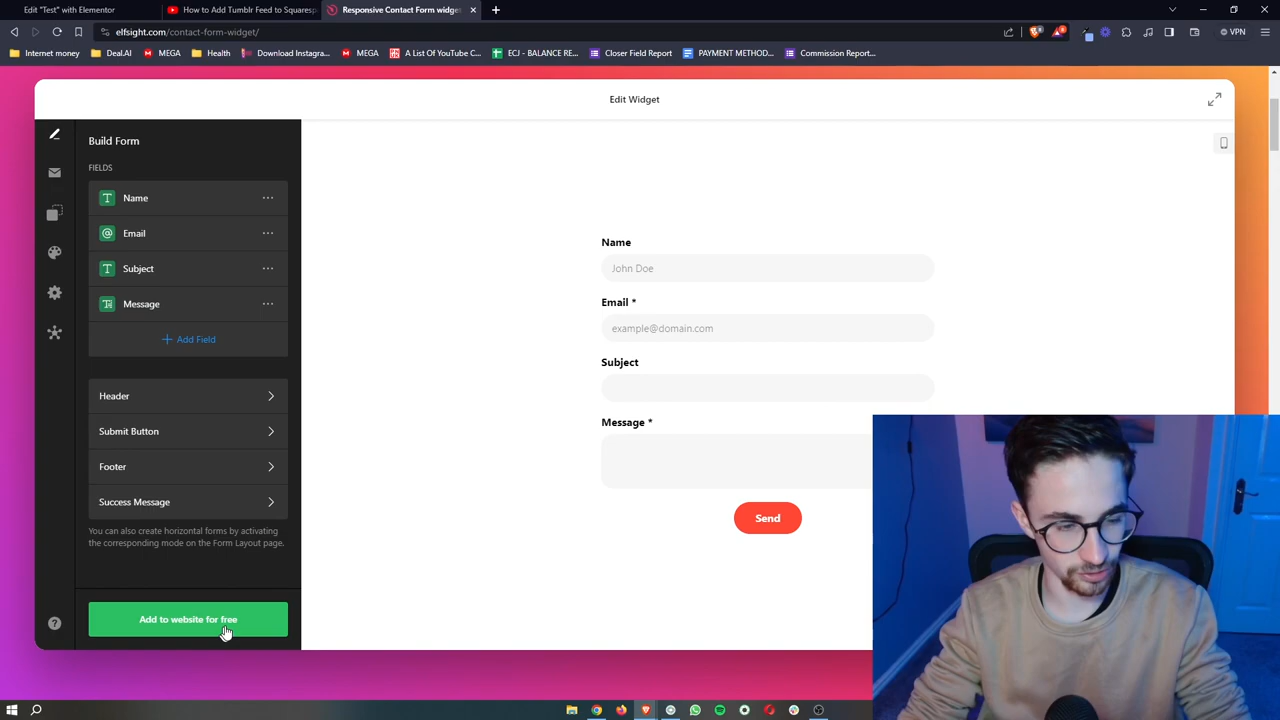 Edit "Test" with Elementor
How to Add Tumblr Feed to Squaresp
Responsive Contact Form widget
elfsight.com/contact-form-widget/
VPN
Internet money
Deal.AI
MEGA
Health
Download Instagra...
MEGA
A List Of YouTube C...
ECJ - BALANCE RE...
Closer Field Report
PAYMENT METHOD...
Commission Report...
Edit Widget
Build Form
FIELDS
Name
Email
Subject
Message
+ Add Field
Header
Submit Button
Footer
Success Message
You can also create horizontal forms by activating
the corresponding mode on the Form Layout page.
Add to website for free
Name
John Doe
Email *
example@domain.com
Subject
Message *
Send